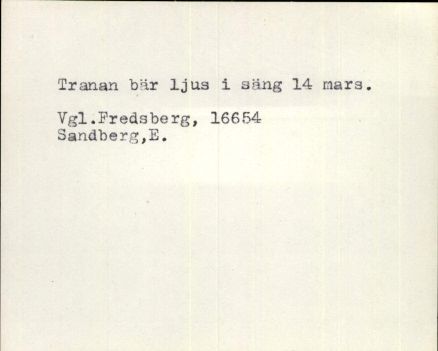 Tranan bär ljus i säng 14 mars.
Vgl.Fredsberg, 16654
Sandberg,E.